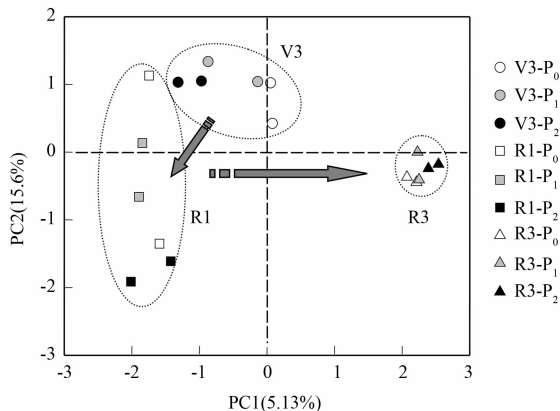 3
2
1
0
-1
-2
-3
-3
-2
-1
0
1
2
3
PC2(15.6%)
PC1(5.13%)
V3
R1
R3
V3-P₀
V3-P₁
V3-P₂
R1-P₀
R1-P₁
R1-P₂
R3-P₀
R3-P₁
R3-P₂